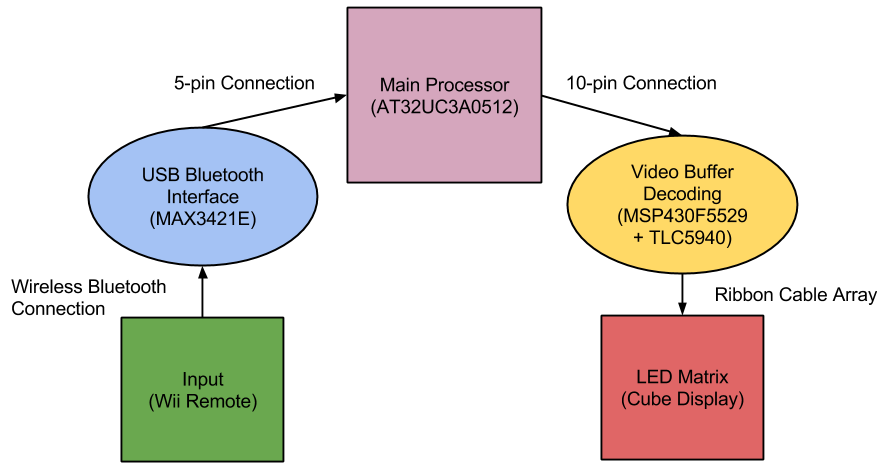 5-pin Connection
Main Processor
(AT32UC3A0512)
10-pin Connection
USB Bluetooth
Interface
(MAX3421E)
Video Buffer
Decoding
(MSP430F5529
+ TLC5940)
Wireless Bluetooth
Connection
Ribbon Cable Array
Input
(Wii Remote)
LED Matrix
(Cube Display)